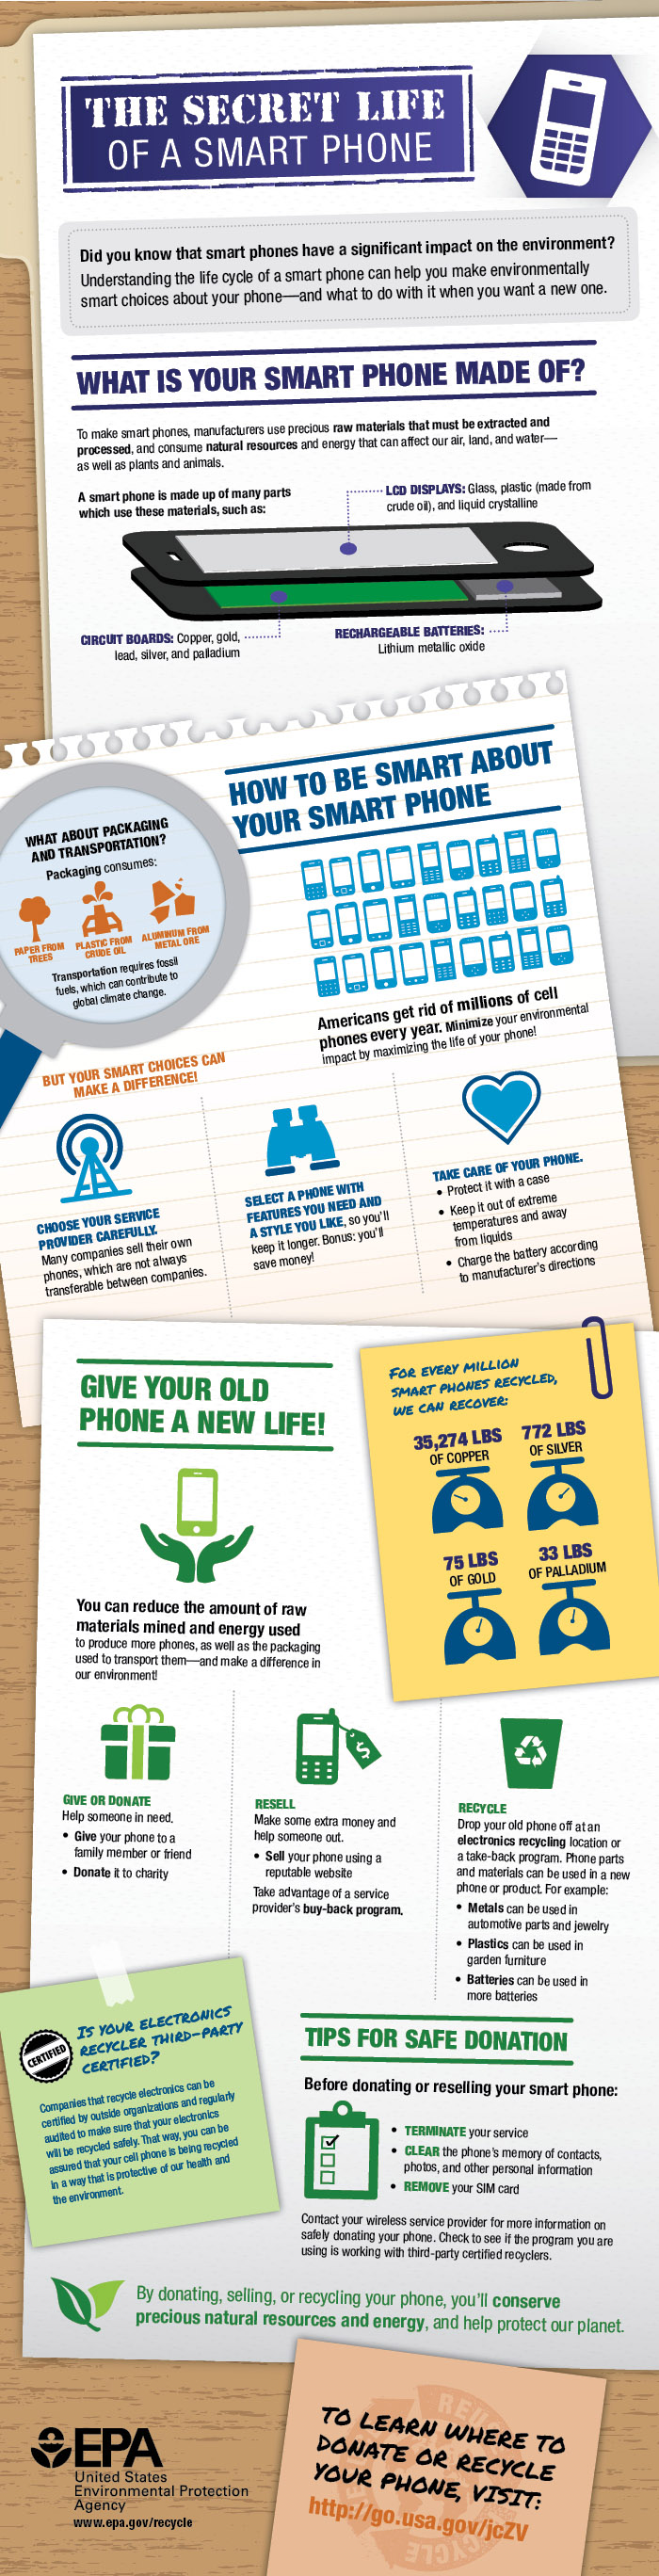 THE SECRET LIFE
OF A SMART PHONE
Did you know that smart phones have a significant impact on the environment?
Understanding the life cycle of a smart phone can help you make environmentally
smart choices about your phone—and what to do with it when you want a new one.
WHAT IS YOUR SMART PHONE MADE OF?
To make smart phones, manufacturers use precious raw materials that must be extracted and
processed, and consume natural resources and energy that can affect our air, land, and water—
as well as plants and animals.
A smart phone is made up of many parts
which use these materials, such as:
LCD DISPLAYS: Glass, plastic (made from
crude oil), and liquid crystalline
CIRCUIT BOARDS: Copper, gold,
lead, silver, and palladium
RECHARGEABLE BATTERIES:
Lithium metallic oxide
HOW TO BE SMART ABOUT
YOUR SMART PHONE
WHAT ABOUT PACKAGING
AND TRANSPORTATION?
Packaging consumes:
PAPER FROM
TREES
PLASTIC FROM
CRUDE OIL
ALUMINUM FROM
METAL ORE
Transportation requires fossil
fuels, which can contribute to
global climate change.
Americans get rid of millions of cell
phones every year. Minimize your environmental
impact by maximizing the life of your phone!
BUT YOUR SMART CHOICES CAN
MAKE A DIFFERENCE!
CHOOSE YOUR SERVICE
PROVIDER CAREFULLY.
Many companies sell their own
phones, which are not always
transferable between companies.
SELECT A PHONE WITH
FEATURES YOU NEED AND
A STYLE YOU LIKE, so you'll
keep it longer. Bonus: you'll
save money!
TAKE CARE OF YOUR PHONE.
• Protect it with a case
• Keep it out of extreme
temperatures and away
from liquids
• Charge the battery according
to manufacturer's directions
GIVE YOUR OLD
PHONE A NEW LIFE!
You can reduce the amount of raw
materials mined and energy used
to produce more phones, as well as the packaging
used to transport them—and make a difference in
our environment!
FOR EVERY MILLION
SMART PHONES RECYCLED,
WE CAN RECOVER:
35,274 LBS
OF COPPER
772 LBS
OF SILVER
75 LBS
OF GOLD
33 LBS
OF PALLADIUM
GIVE OR DONATE
Help someone in need.
• Give your phone to a
family member or friend
• Donate it to charity
$
RESELL
Make some extra money and
help someone out.
• Sell your phone using a
reputable website
Take advantage of a service
provider's buy-back program.
RECYCLE
Drop your old phone off at an
electronics recycling location or
a take-back program. Phone parts
and materials can be used in a new
phone or product. For example:
• Metals can be used in
automotive parts and jewelry
• Plastics can be used in
garden furniture
• Batteries can be used in
more batteries
CERTIFIED
IS YOUR ELECTRONICS
RECYCLER THIRD-PARTY
CERTIFIED?
Companies that recycle electronics can be
certified by outside organizations and regularly
audited to make sure that your electronics
will be recycled safely. That way, you can be
assured that your cell phone is being recycled
in a way that is protective of our health and
the environment.
TIPS FOR SAFE DONATION
Before donating or reselling your smart phone:
• TERMINATE your service
• CLEAR the phone's memory of contacts,
photos, and other personal information
• REMOVE your SIM card
Contact your wireless service provider for more information on
safely donating your phone. Check to see if the program you are
using is working with third-party certified recyclers.
By donating, selling, or recycling your phone, you'll conserve
precious natural resources and energy, and help protect our planet.
EPA
United States
Environmental Protection
Agency
www.epa.gov/recycle
TO LEARN WHERE TO
DONATE OR RECYCLE
YOUR PHONE, VISIT:
http://go.usa.gov/jcZV